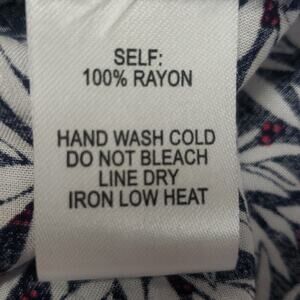 SELF:
100% RAYON
HAND WASH COLD
DO NOT BLEACH
LINE DRY
IRON LOW HEAT